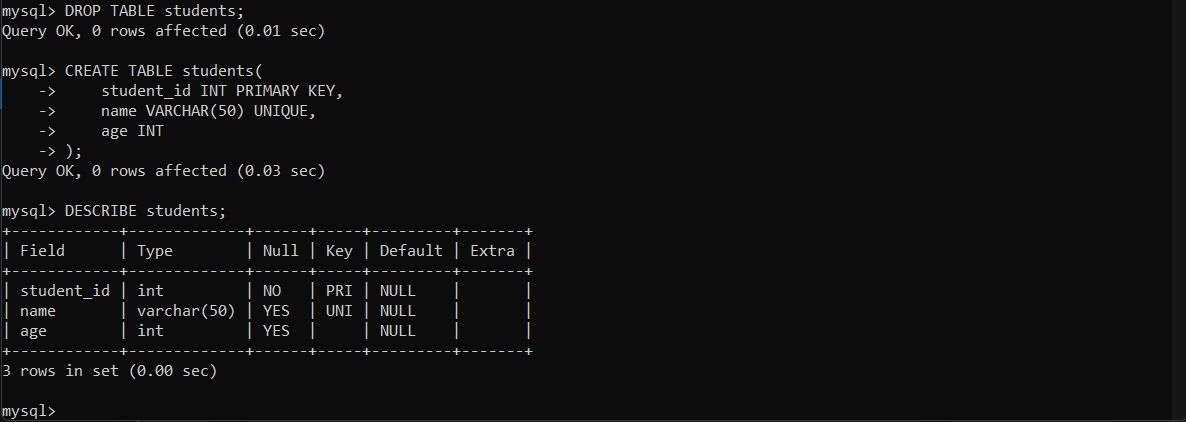 mysql> DROP TABLE students;
Query OK, 0 rows affected (0.01 sec)

mysql> CREATE TABLE students(
    ->     student_id INT PRIMARY KEY,
    ->     name VARCHAR(50) UNIQUE,
    ->     age INT
    -> );
Query OK, 0 rows affected (0.03 sec)

mysql> DESCRIBE students;
+------------+-------------+------+-----+---------+-------+
| Field      | Type        | Null | Key | Default | Extra |
+------------+-------------+------+-----+---------+-------+
| student_id | int         | NO   | PRI | NULL    |       |
| name       | varchar(50) | YES  | UNI | NULL    |       |
| age        | int         | YES  |     | NULL    |       |
+------------+-------------+------+-----+---------+-------+
3 rows in set (0.00 sec)

mysql>